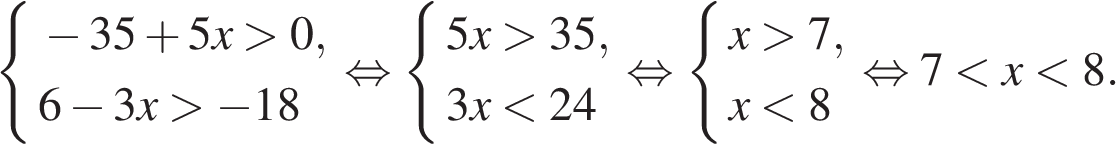 { −35 + 5x > 0, 6 − 3x > −18 ⇔ { 5x > 35, 3x < 24 ⇔ { x > 7, x < 8 ⇔ 7 < x < 8.